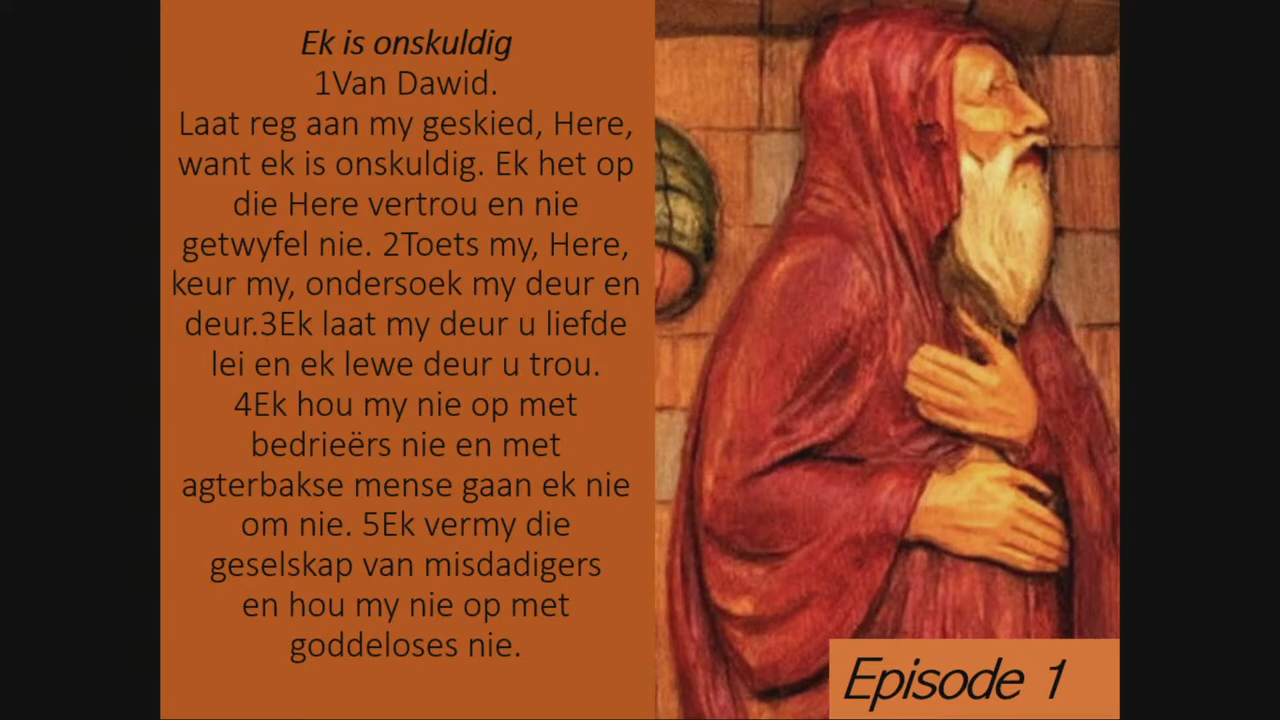 Ek is onskuldig
1Van Dawid.
Laat reg aan my geskied, Here,
want ek is onskuldig. Ek het op
die Here vertrou en nie
getwyfel nie. 2Toets my, Here,
keur my, ondersoek my deur en
deur.3Ek laat my deur u liefde
lei en ek lewe deur u trou.
4Ek hou my nie op met
bedrieërs nie en met
agterbakse mense gaan ek nie
om nie. 5Ek vermy die
geselskap van misdadigers
en hou my nie op met
goddeloses nie.
Episode 1